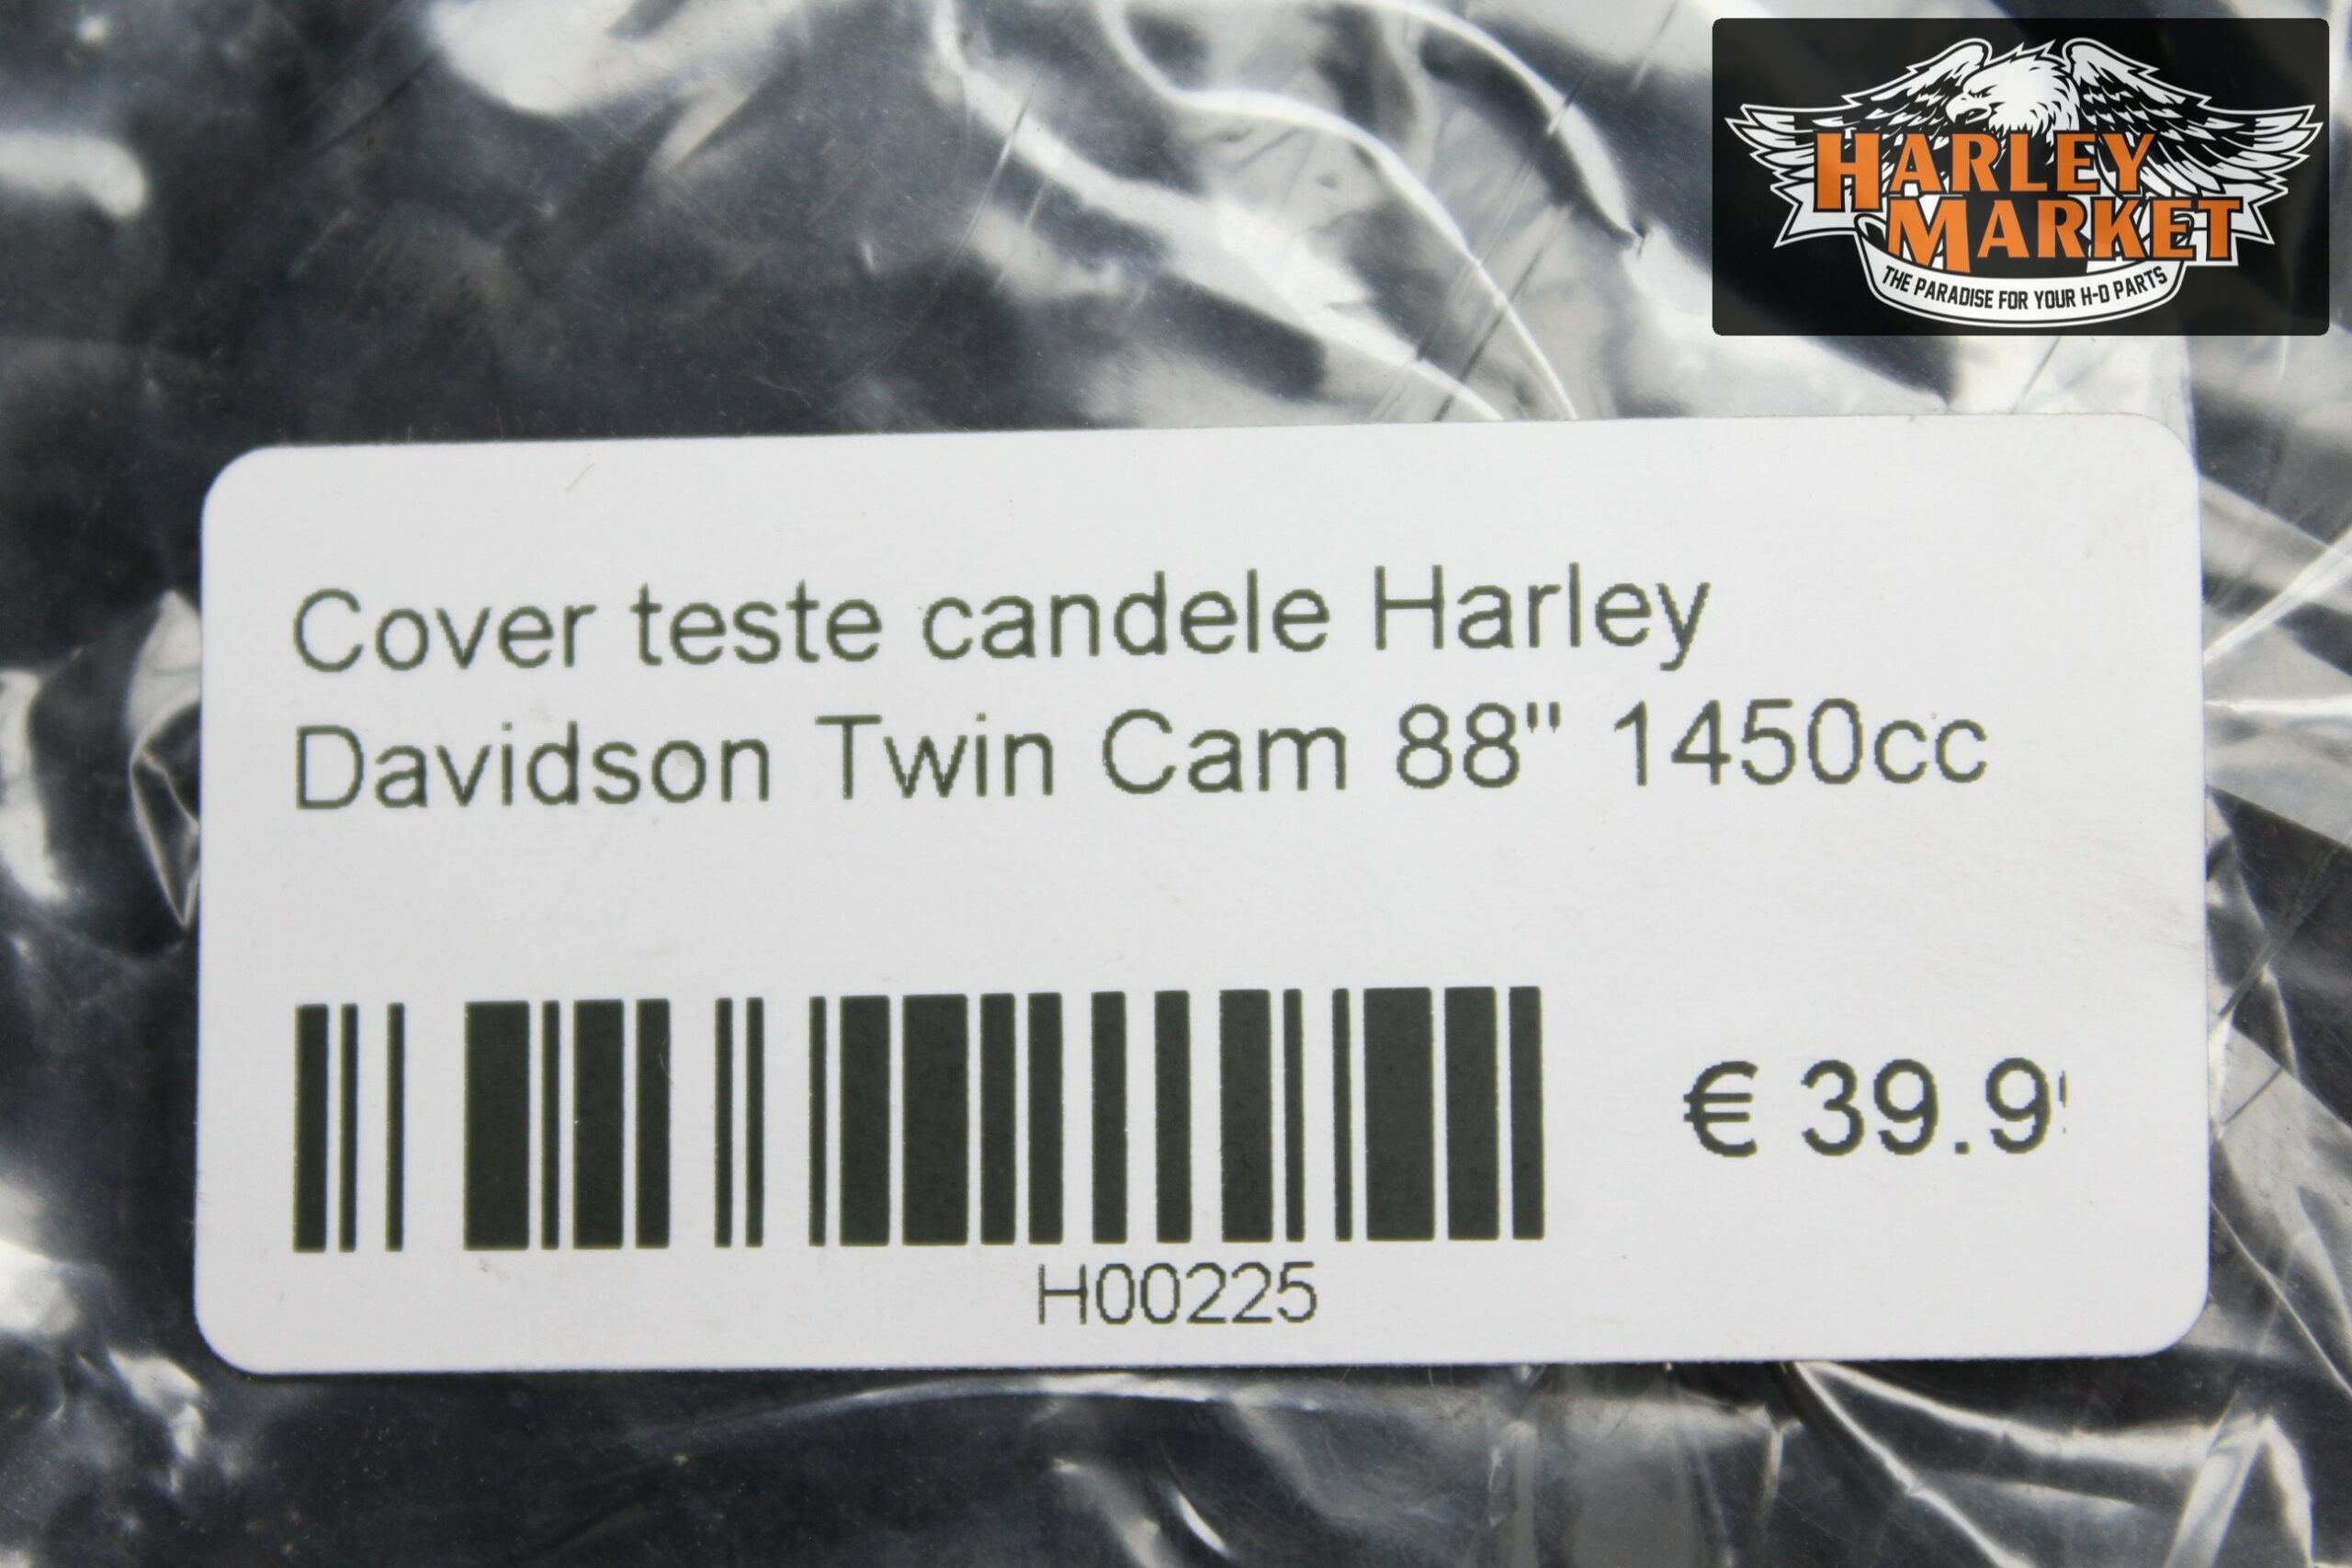 HARLEY
MARKET
THE PARADISE FOR YOUR H-D PARTS
Cover teste candele Harley
Davidson Twin Cam 88" 1450cc
€ 39.9
H00225